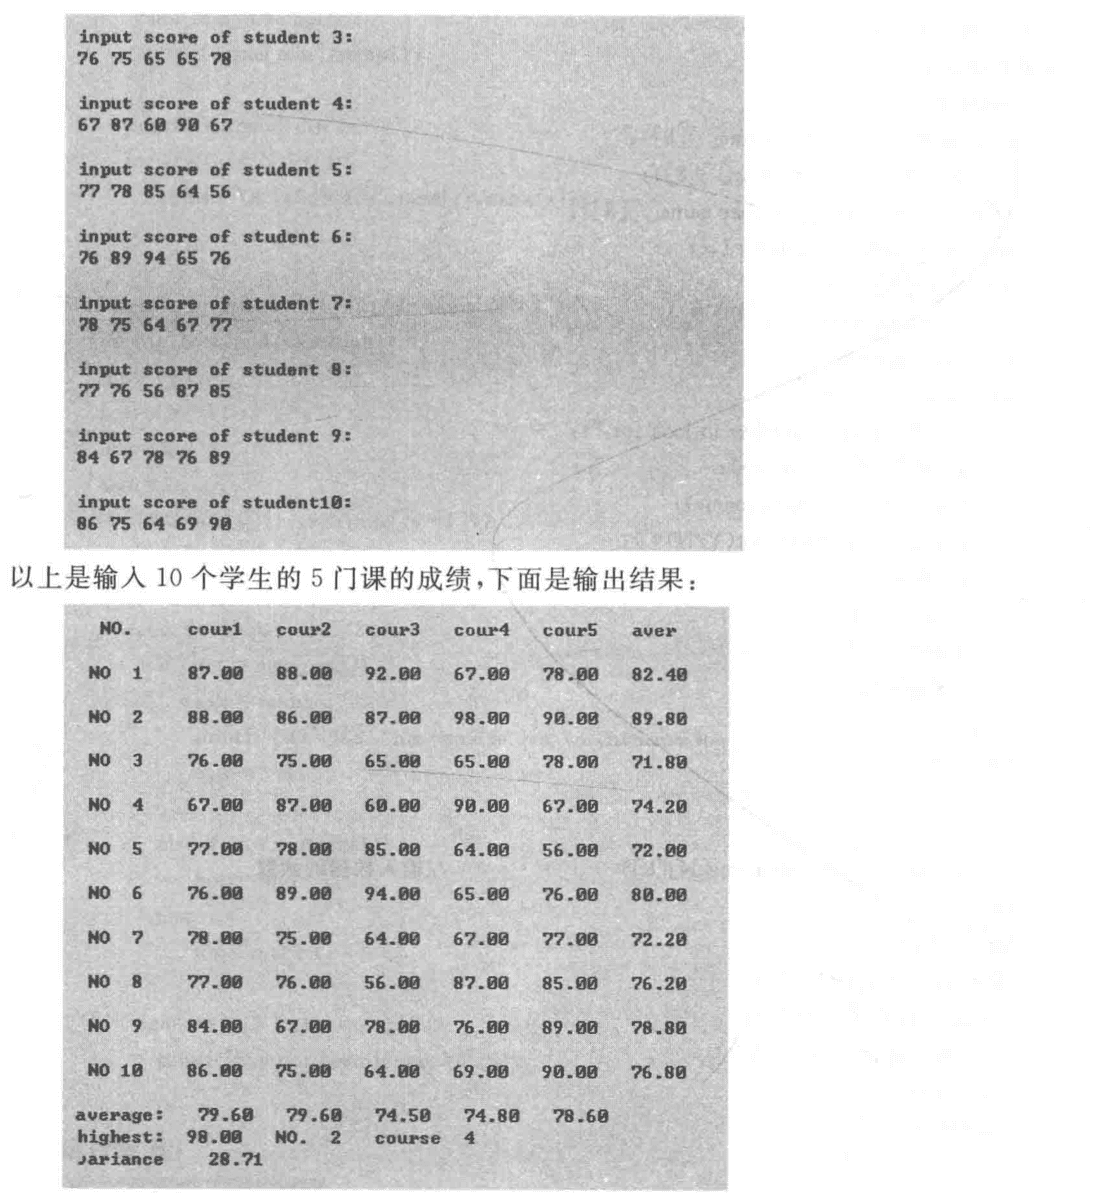 input score of student 3:
76 75 65 65 78
input score of student 4:
67 87 60 90 67
input score of student 5:
77 78 85 64 56
input score of student 6:
76 89 94 65 76
input score of student 7:
78 75 64 67 77
input score of student 8:
77 76 56 87 85
input score of student 9:
84 67 78 76 89
input score of student10:
86 75 64 69 90
以上是输入 10 个学生的 5 门课的成绩,下面是输出结果:
NO. cour1 cour2 cour3 cour4 cour5 aver
NO 1 87.00 88.00 92.00 67.00 78.00 82.40
NO 2 88.00 86.00 87.00 98.00 90.00 89.80
NO 3 76.00 75.00 65.00 65.00 78.00 71.80
NO 4 67.00 87.00 60.00 90.00 67.00 74.20
NO 5 77.00 78.00 85.00 64.00 56.00 72.00
NO 6 76.00 89.00 94.00 65.00 76.00 80.00
NO 7 78.00 75.00 64.00 67.00 77.00 72.20
NO 8 77.00 76.00 56.00 87.00 85.00 76.20
NO 9 84.00 67.00 78.00 76.00 89.00 78.80
NO 10 86.00 75.00 64.00 69.00 90.00 76.80
average: 79.60 79.60 74.50 74.80 78.60
highest: 98.00 NO. 2 course 4
variance 28.71